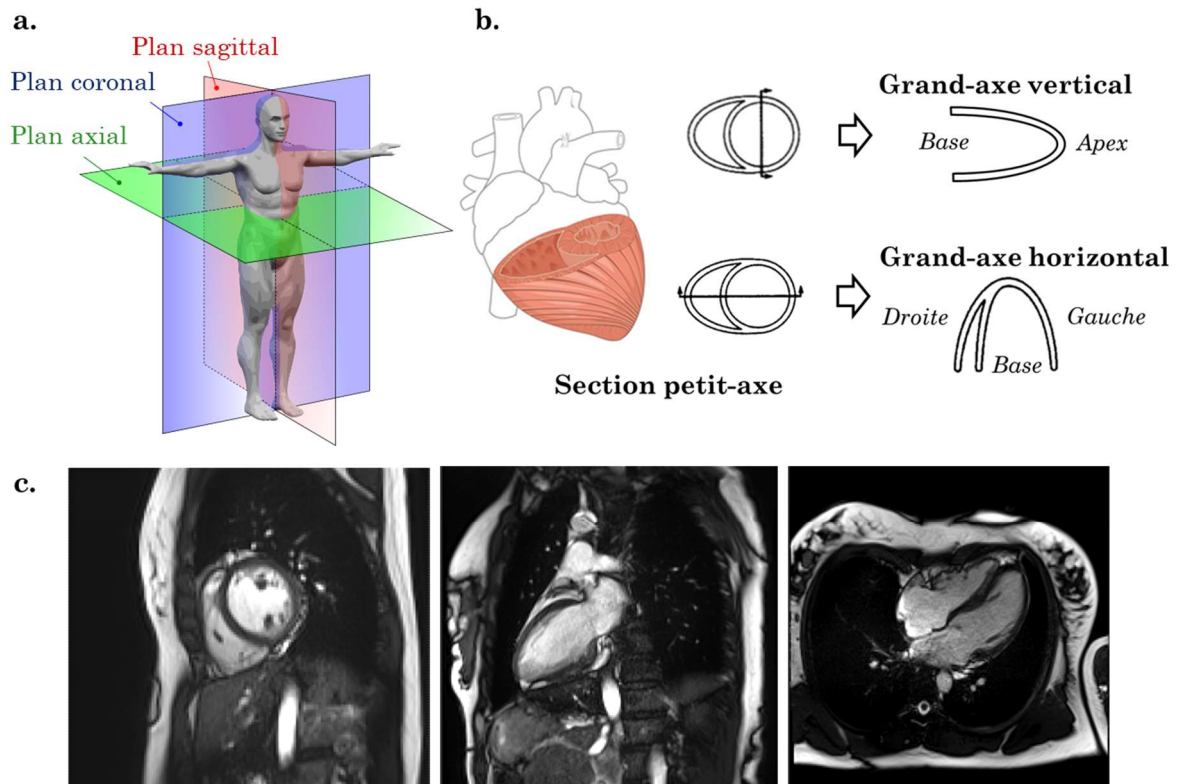 a.
Plan sagittal
Plan coronal
Plan axial
b.
Grand-axe vertical
Base
Apex
Grand-axe horizontal
Droite
Gauche
Base
Section petit-axe
c.